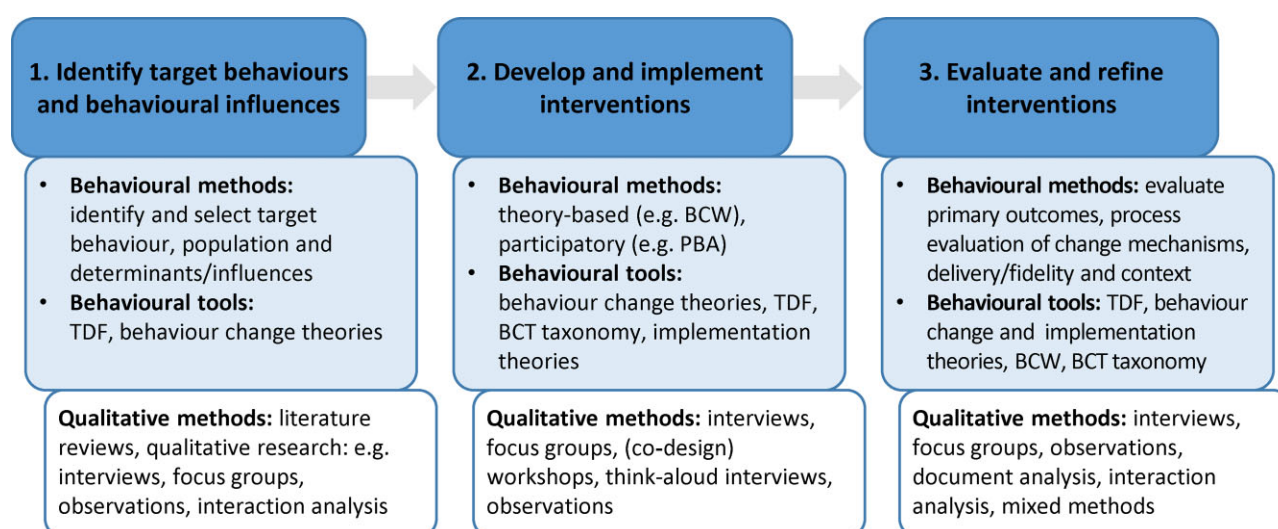 1. Identify target behaviours
and behavioural influences
• Behavioural methods:
identify and select target
behaviour, population and
determinants/influences
• Behavioural tools:
TDF, behaviour change theories
Qualitative methods: literature
reviews, qualitative research: e.g.
interviews, focus groups,
observations, interaction analysis
2. Develop and implement
interventions
• Behavioural methods:
theory-based (e.g. BCW),
participatory (e.g. PBA)
• Behavioural tools:
behaviour change theories, TDF,
BCT taxonomy, implementation
theories
Qualitative methods: interviews,
focus groups, (co-design)
workshops, think-aloud interviews,
observations
3. Evaluate and refine
interventions
• Behavioural methods: evaluate
primary outcomes, process
evaluation of change mechanisms,
delivery/fidelity and context
• Behavioural tools: TDF, behaviour
change and implementation
theories, BCW, BCT taxonomy
Qualitative methods: interviews,
focus groups, observations,
document analysis, interaction
analysis, mixed methods